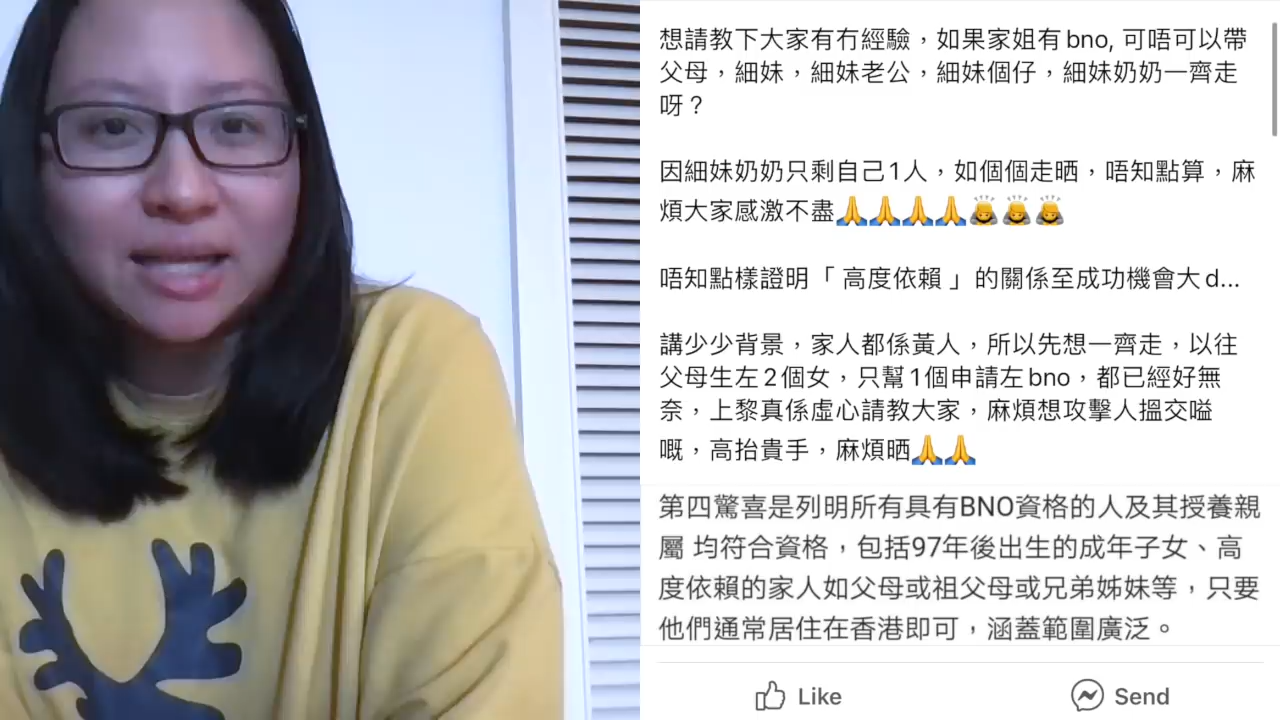 想請教下大家有冇經驗，如果家姐有 bno, 可唔可以帶
父母，細妹，細妹老公，細妹個仔，細妹奶奶一齊走
呀？
因細妹奶奶只剩自己1人，如個個走晒，唔知點算，麻
煩大家感激不盡🙏🙏🙏🙏🙇🙇🙇
唔知點樣證明「 高度依賴 」的關係至成功機會大 d...
講少少背景，家人都係黃人，所以先想一齊走，以往
父母生左 2 個女，只幫 1 個申請左 bno，都已經好無
奈，上黎真係虛心請教大家，麻煩想攻擊人搵交嗌
嘅，高抬貴手，麻煩晒🙏🙏
第四驚喜是列明所有具有BNO資格的人及其授養親
屬 均符合資格，包括97年後出生的成年子女、高
度依賴的家人如父母或祖父母或兄弟姊妹等，只要
他們通常居住在香港即可，涵蓋範圍廣泛。
Like
Send